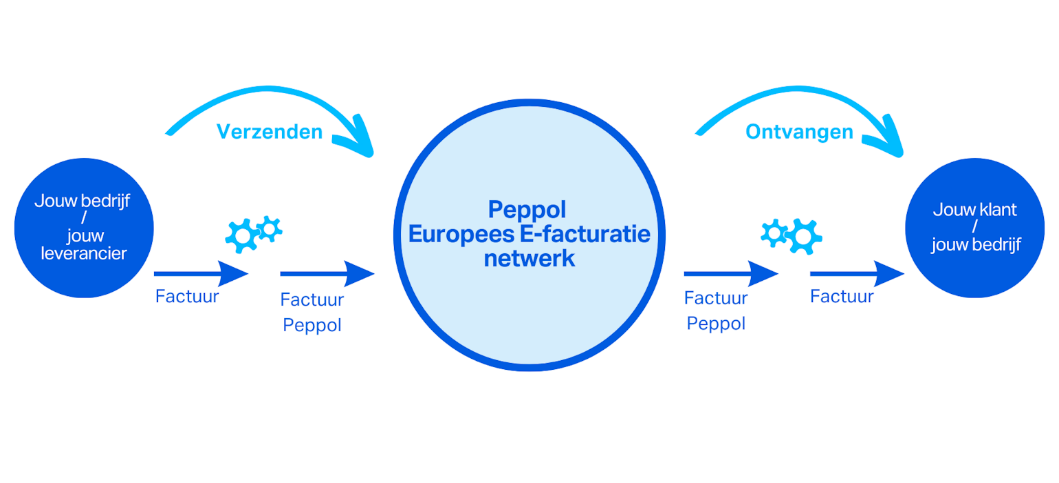 Verzenden
Ontvangen
Jouw bedrijf
/
jouw
leverancier
Peppol
Europees E-facturatie
netwerk
Jouw klant
/
jouw bedrijf
Factuur
Factuur
Peppol
Factuur
Peppol
Factuur